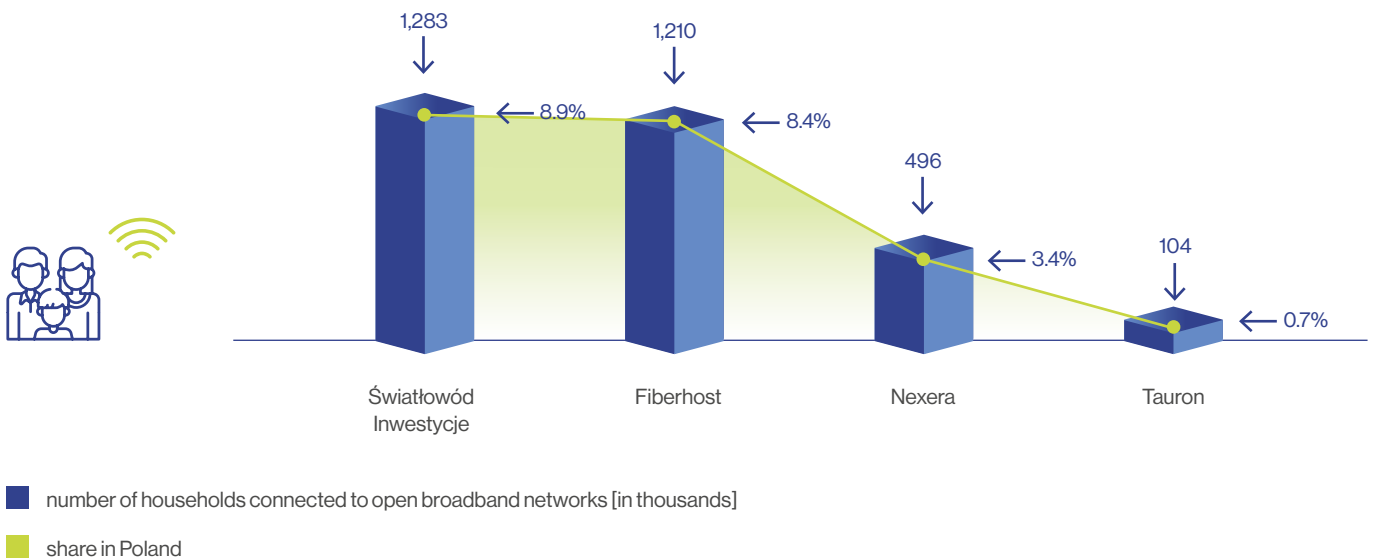 1,283
1,210
8.9%
8.4%
496
3.4%
104
0.7%
Światłowód
Inwestycje
Fiberhost
Nexera
Tauron
number of households connected to open broadband networks [in thousands]
share in Poland